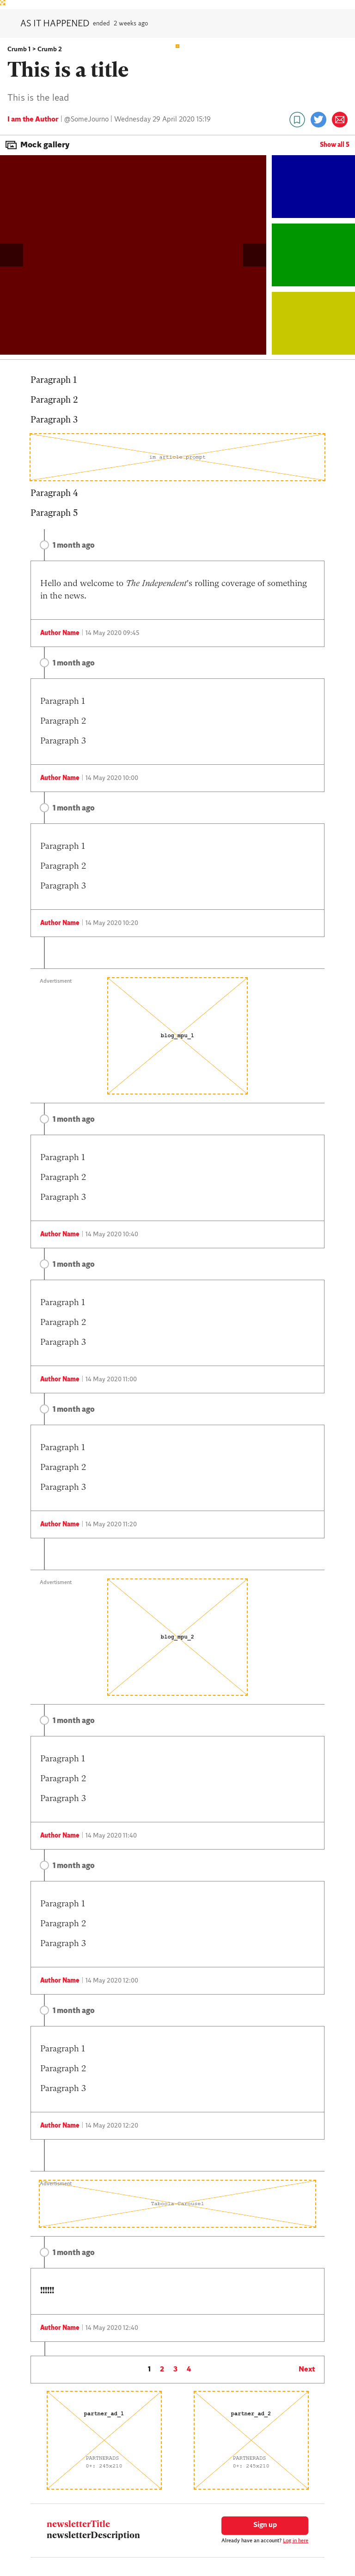 AS IT HAPPENED ended 2 weeks ago
Crumb 1 > Crumb 2
This is a title
This is the lead
I am the Author | @SomeJourno | Wednesday 29 April 2020 15:19
Mock gallery
Show all 5
Paragraph 1
Paragraph 2
Paragraph 3
in article prompt
Paragraph 4
Paragraph 5
1 month ago
Hello and welcome to The Independent's rolling coverage of something
in the news.
Author Name | 14 May 2020 09:45
1 month ago
Paragraph 1
Paragraph 2
Paragraph 3
Author Name | 14 May 2020 10:00
1 month ago
Paragraph 1
Paragraph 2
Paragraph 3
Author Name | 14 May 2020 10:20
Advertisment
blog_mpu_1
1 month ago
Paragraph 1
Paragraph 2
Paragraph 3
Author Name | 14 May 2020 10:40
1 month ago
Paragraph 1
Paragraph 2
Paragraph 3
Author Name | 14 May 2020 11:00
1 month ago
Paragraph 1
Paragraph 2
Paragraph 3
Author Name | 14 May 2020 11:20
Advertisment
blog_mpu_2
1 month ago
Paragraph 1
Paragraph 2
Paragraph 3
Author Name | 14 May 2020 11:40
1 month ago
Paragraph 1
Paragraph 2
Paragraph 3
Author Name | 14 May 2020 12:00
1 month ago
Paragraph 1
Paragraph 2
Paragraph 3
Author Name | 14 May 2020 12:20
Advertisment
Taboola Carousel
1 month ago
!!!!!!
Author Name | 14 May 2020 12:40
1 2 3 4 Next
partner_ad_1
PARTNERADS
0+: 245x210
partner_ad_2
PARTNERADS
0+: 245x210
newsletterTitle
newsletterDescription
Sign up
Already have an account? Log in here